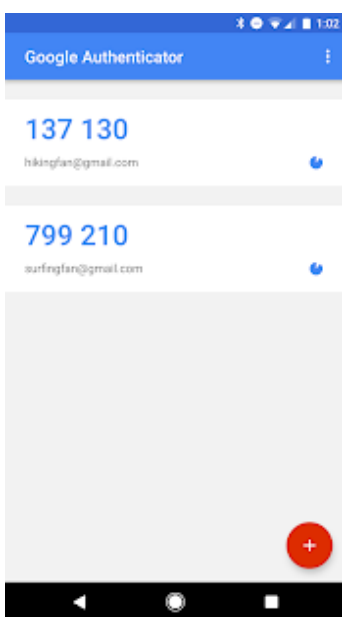 1:02
Google Authenticator
137 130
hikingfan@gmail.com
799 210
surfingfan@gmail.com
+